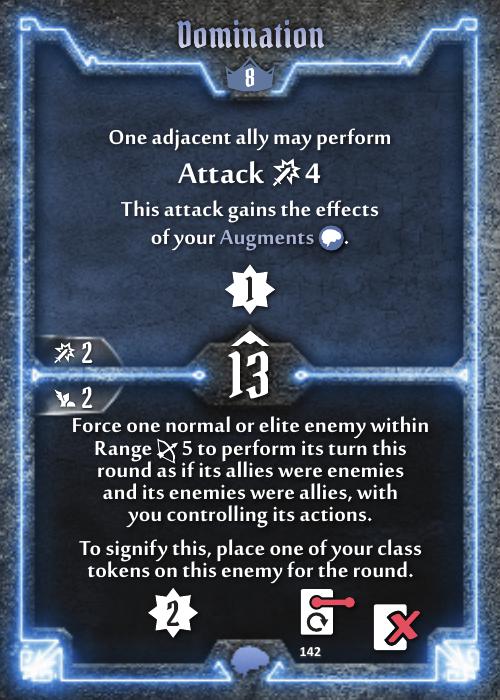 Domination
8
One adjacent ally may perform
Attack 4
This attack gains the effects
of your Augments .
1
2
13
2
Force one normal or elite enemy within
Range 5 to perform its turn this
round as if its allies were enemies
and its enemies were allies, with
you controlling its actions.
To signify this, place one of your class
tokens on this enemy for the round.
2
142